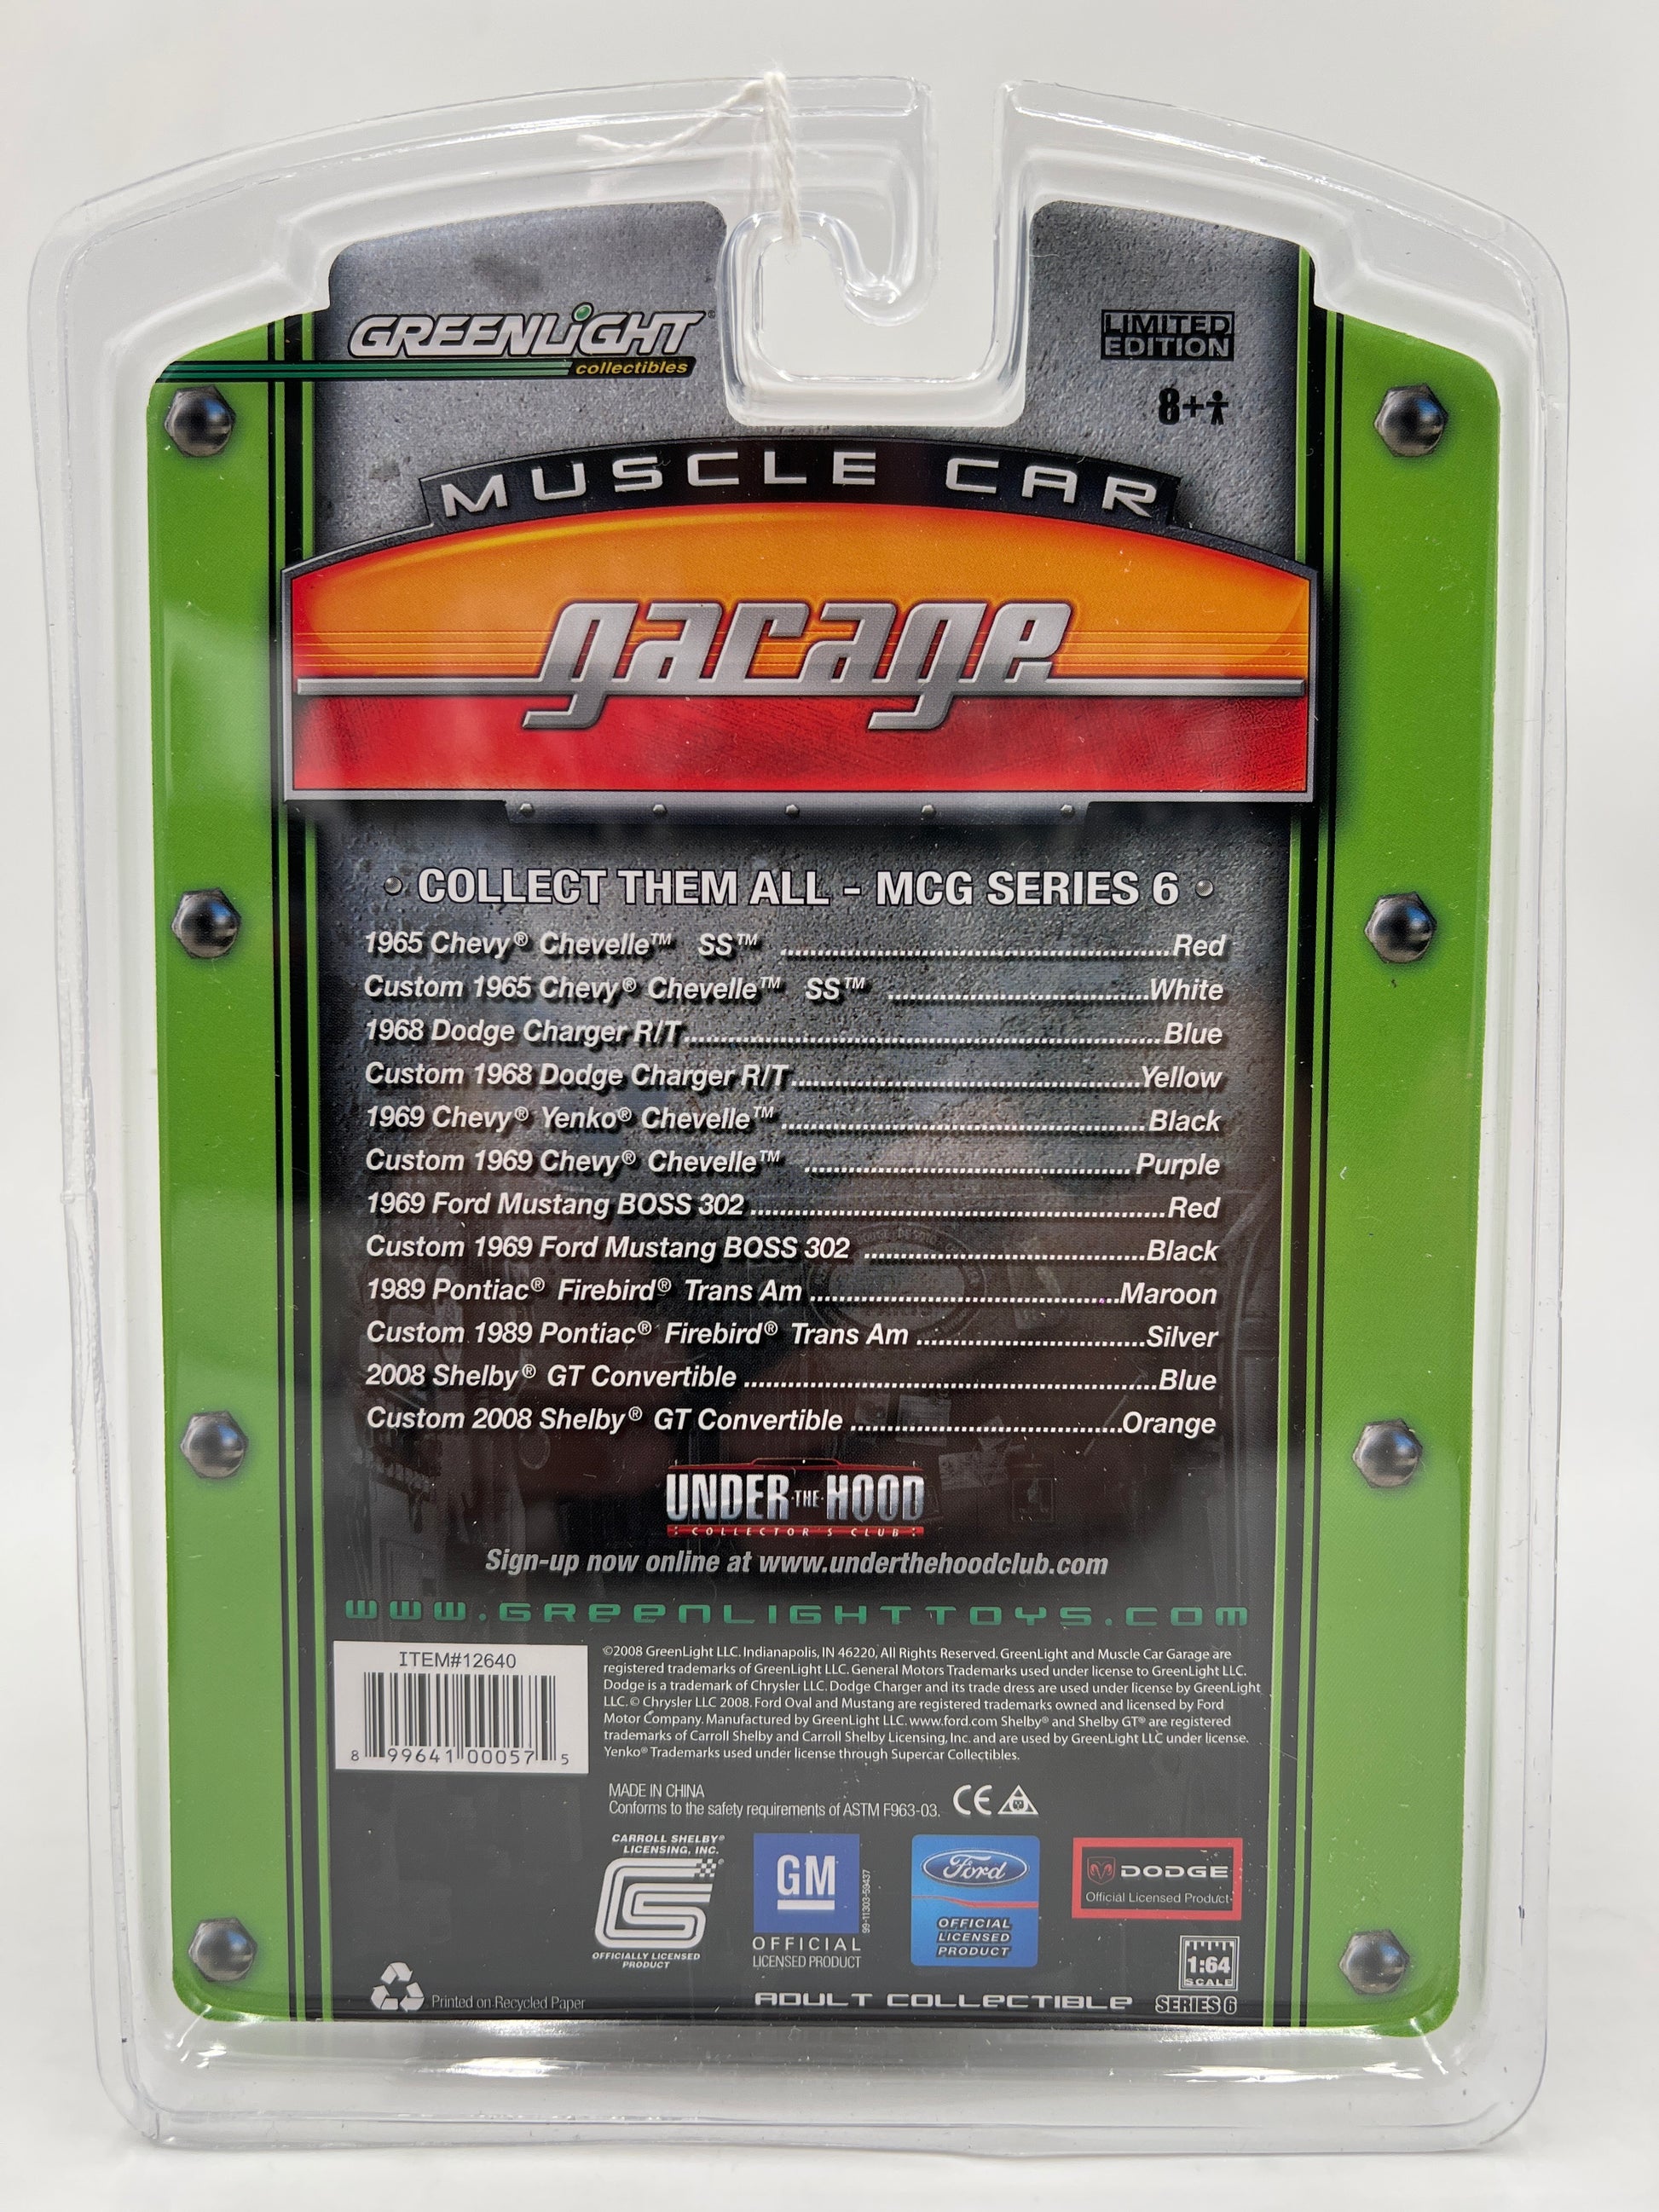 GREENLiGHT®
collectibles
LIMITED
EDITION
8+
MUSCLE CAR
garage
COLLECT THEM ALL - MCG SERIES 6
1965 Chevy® Chevelle™ SS™ ........................................Red
Custom 1965 Chevy® Chevelle™ SS™ ...........................White
1968 Dodge Charger R/T................................................Blue
Custom 1968 Dodge Charger R/T...................................Yellow
1969 Chevy® Yenko® Chevelle™.....................................Black
Custom 1969 Chevy® Chevelle™ .................................Purple
1969 Ford Mustang BOSS 302..........................................Red
Custom 1969 Ford Mustang BOSS 302 ............................Black
1989 Pontiac® Firebird® Trans Am ...............................Maroon
Custom 1989 Pontiac® Firebird® Trans Am .......................Silver
2008 Shelby® GT Convertible ..........................................Blue
Custom 2008 Shelby® GT Convertible ...........................Orange
UNDER·THE·HOOD
COLLECTOR'S CLUB
Sign-up now online at www.underthehoodclub.com
www.GReenLIGHTTOYS.COM
ITEM#12640
8 99641 00057 5
©2008 GreenLight LLC. Indianapolis, IN 46220, All Rights Reserved. GreenLight and Muscle Car Garage are
registered trademarks of GreenLight LLC. General Motors Trademarks used under license to GreenLight LLC.
Dodge is a trademark of Chrysler LLC. Dodge Charger and its trade dress are used under license by GreenLight
LLC. © Chrysler LLC 2008. Ford Oval and Mustang are registered trademarks owned and licensed by Ford
Motor Company. Manufactured by GreenLight LLC. www.ford.com Shelby® and Shelby GT® are registered
trademarks of Carroll Shelby and Carroll Shelby Licensing, Inc. and are used by GreenLight LLC under license.
Yenko® Trademarks used under license through Supercar Collectibles.
MADE IN CHINA
Conforms to the safety requirements of ASTM F963-03.
CE
CARROLL SHELBY®
LICENSING, INC.
CS
OFFICIALLY LICENSED
PRODUCT
GM
99-11303-59437
OFFICIAL
LICENSED PRODUCT
Ford
OFFICIAL
LICENSED
PRODUCT
DODGE
Official Licensed Product
1:64
SCALE
Printed on Recycled Paper
ADULT COLLECTIBLE
SERIES 6